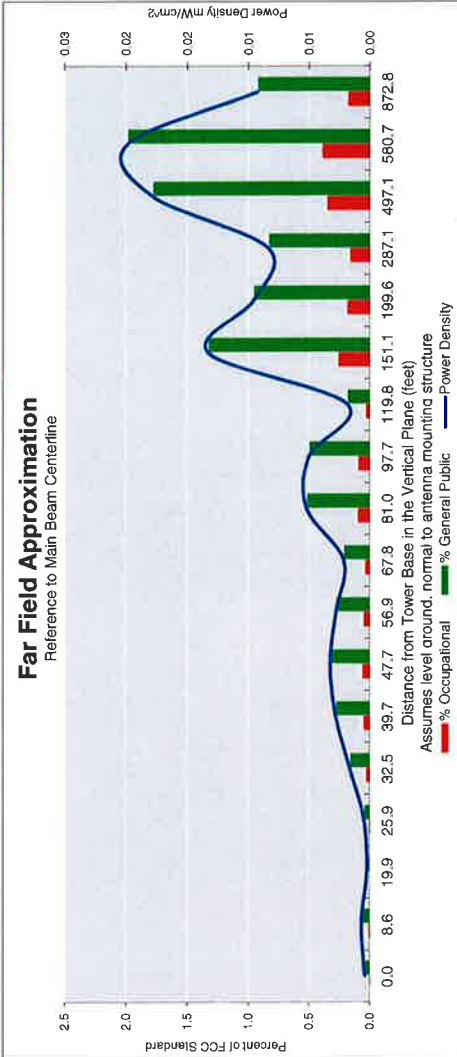 Far Field Approximation
Reference to Main Beam Centerline
Percent of FCC Standard
2.5
2.0
1.5
1.0
0.5
0.0
Power Density mW/cm^2
0.03
0.02
0.02
0.01
0.01
0.00
0.0 8.6 19.9 25.9 32.5 39.7 47.7 56.9 67.8 81.0 97.7 119.8 151.1 199.6 287.1 497.1 580.7 872.8
Distance from Tower Base in the Vertical Plane (feet)
Assumes level ground, normal to antenna mounting structure
% Occupational % General Public Power Density